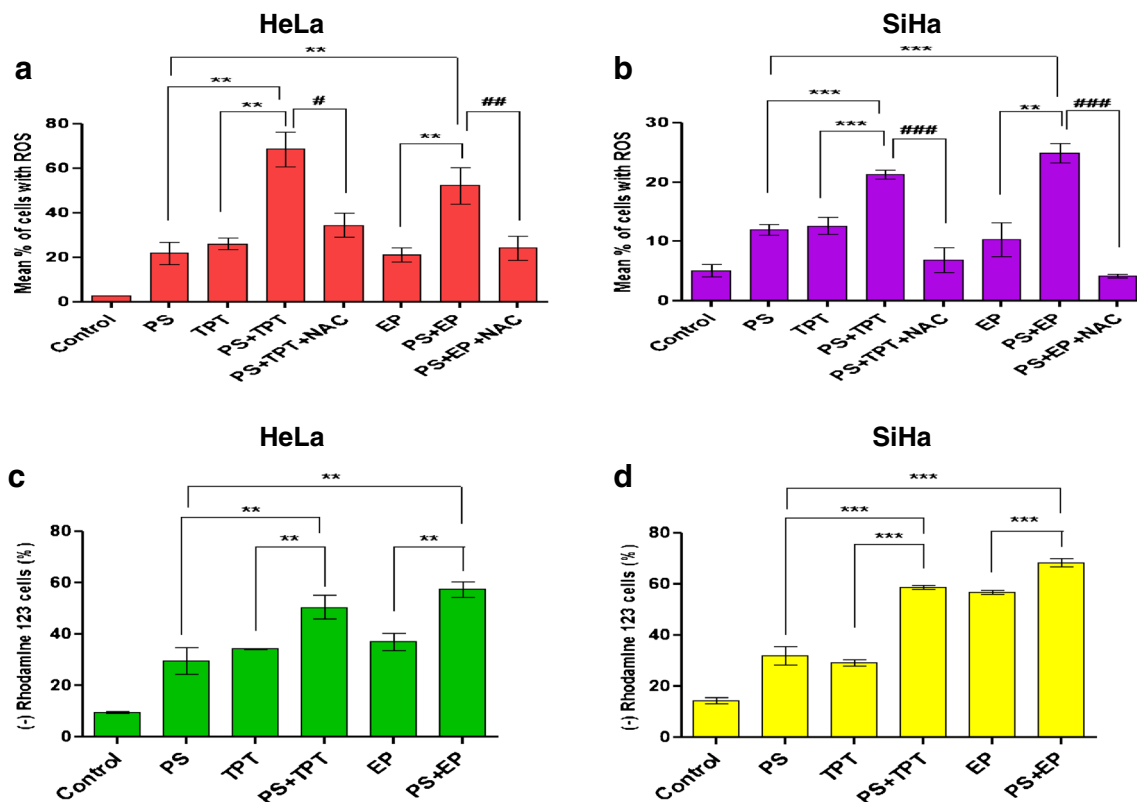 HeLa
a
**
**
**
#
**
##
Mean % of cells with ROS
80
60
40
20
0
Control
PS
TPT
PS+TPT
PS+TPT+NAC
EP
PS+EP
PS+EP+NAC
SiHa
b
***
***
***
###
**
###
Mean % of cells with ROS
30
20
10
0
Control
PS
TPT
PS+TPT
PS+TPT+NAC
EP
PS+EP
PS+EP+NAC
HeLa
c
**
**
**
**
(-) Rhodamine 123 cells (%)
80
60
40
20
0
Control
PS
TPT
PS+TPT
EP
PS+EP
SiHa
d
***
***
***
***
(-) Rhodamine 123 cells (%)
80
60
40
20
0
Control
PS
TPT
PS+TPT
EP
PS+EP